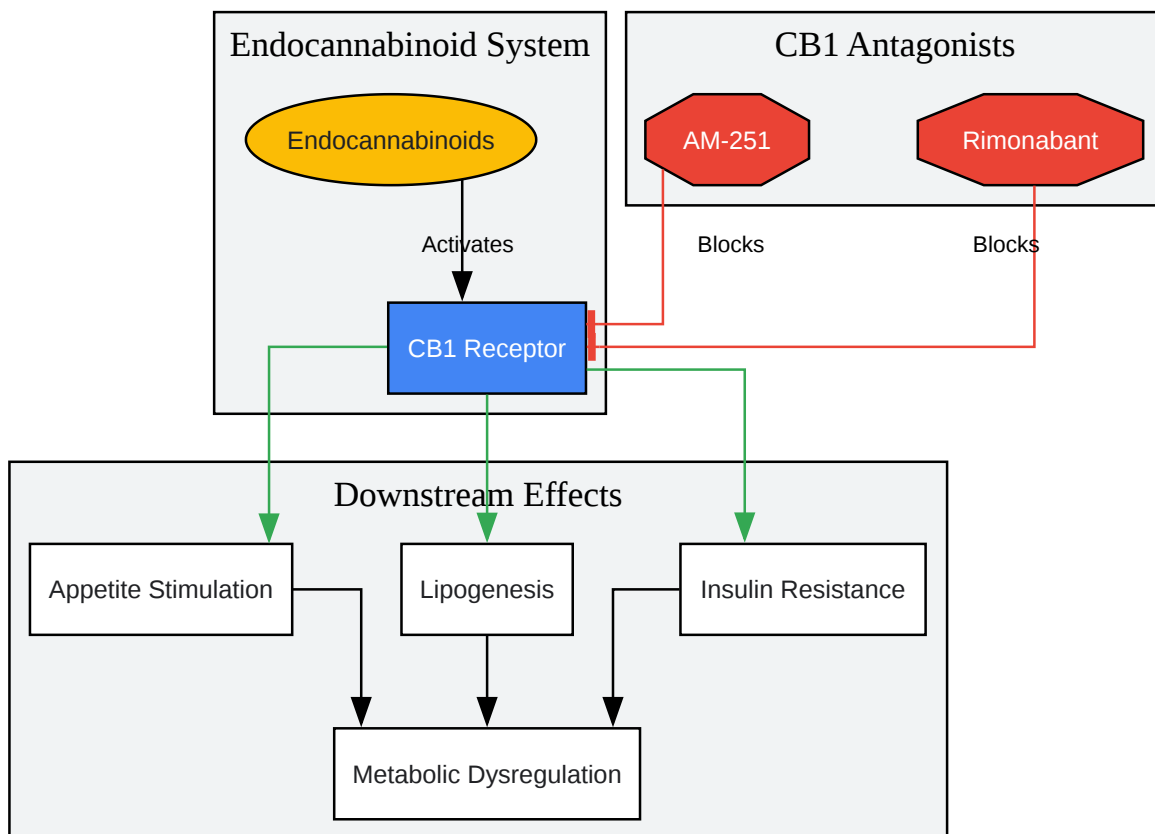 Endocannabinoid System
CB1 Antagonists
Endocannabinoids
AM-251
Rimonabant
Activates
Blocks
Blocks
CB1 Receptor
Downstream Effects
Appetite Stimulation
Lipogenesis
Insulin Resistance
Metabolic Dysregulation